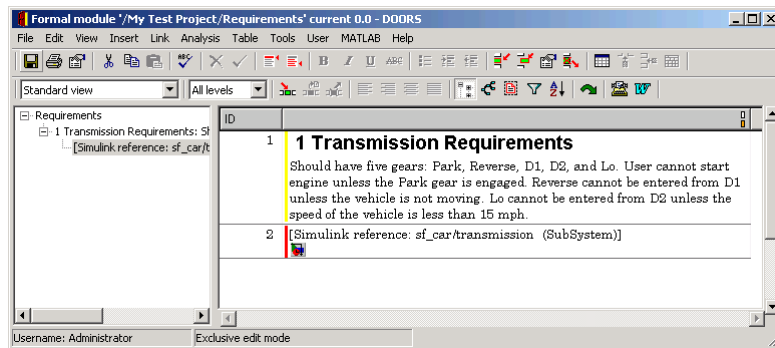 Formal module '/My Test Project/Requirements' current 0.0 - DOORS
File Edit View Insert Link Analysis Table Tools User MATLAB Help
B I U ABC
Standard view All levels
Requirements
1 Transmission Requirements: Sh
[Simulink reference: sf_car/t
ID
1 1 Transmission Requirements
Should have five gears: Park, Reverse, D1, D2, and Lo. User cannot start
engine unless the Park gear is engaged. Reverse cannot be entered from D1
unless the vehicle is not moving. Lo cannot be entered from D2 unless the
speed of the vehicle is less than 15 mph.
2 [Simulink reference: sf_car/transmission (SubSystem)]
Username: Administrator Exclusive edit mode